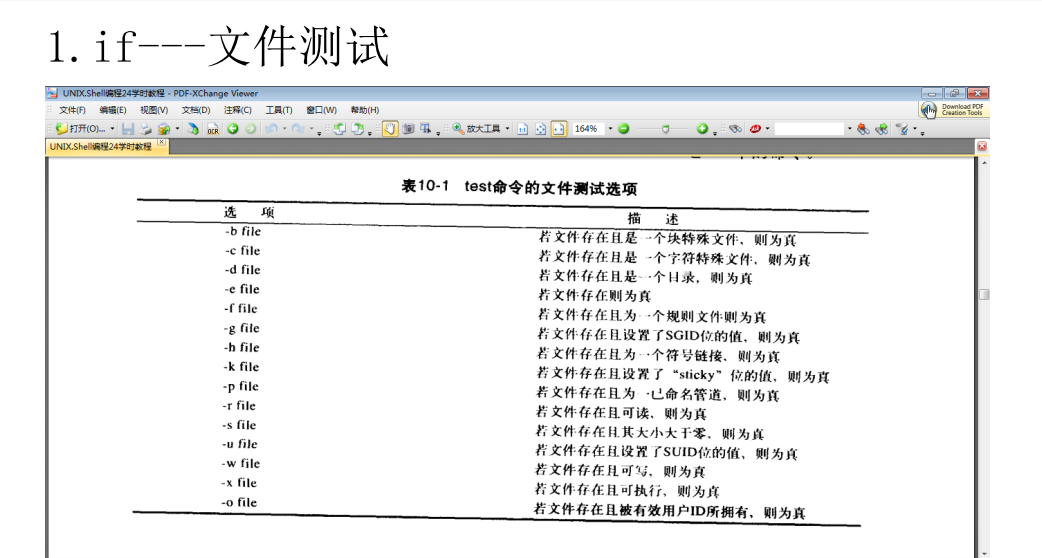 1.if---文件测试
UNIX.Shell编程24学时教程 - PDF-XChange Viewer
文件(F) 编辑(E) 视图(V) 文档(D) 注释(C) 工具(T) 窗口(W) 帮助(H)
Download PDF
Creation Tools
打开(O)... OCR 放大工具 164%
UNIX.Shell编程24学时教程
表10-1 test命令的文件测试选项
选 项 描 述
-b file 若文件存在且是一个块特殊文件，则为真
-c file 若文件存在且是一个字符特殊文件，则为真
-d file 若文件存在且是一个目录，则为真
-e file 若文件存在则为真
-f file 若文件存在且为一个规则文件则为真
-g file 若文件存在且设置了SGID位的值，则为真
-h file 若文件存在且为一个符号链接，则为真
-k file 若文件存在且设置了“sticky”位的值，则为真
-p file 若文件存在且为一已命名管道，则为真
-r file 若文件存在且可读，则为真
-s file 若文件存在且其大小大于零，则为真
-u file 若文件存在且设置了SUID位的值，则为真
-w file 若文件存在且可写，则为真
-x file 若文件存在且可执行，则为真
-o file 若文件存在且被有效用户ID所拥有，则为真